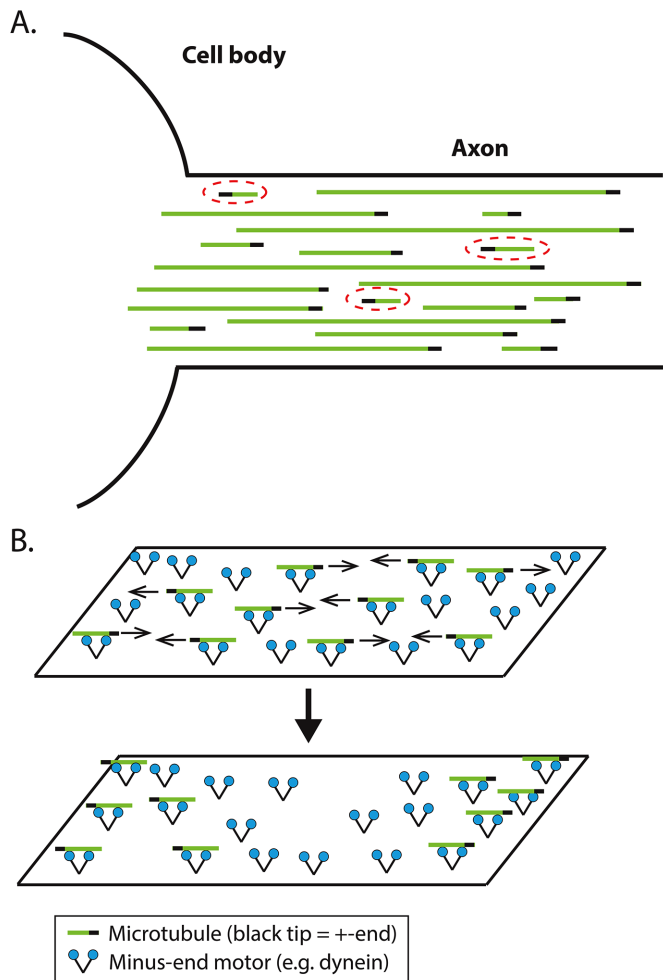 A.
Cell body
Axon
B.
Microtubule (black tip = +-end)
Minus-end motor (e.g. dynein)